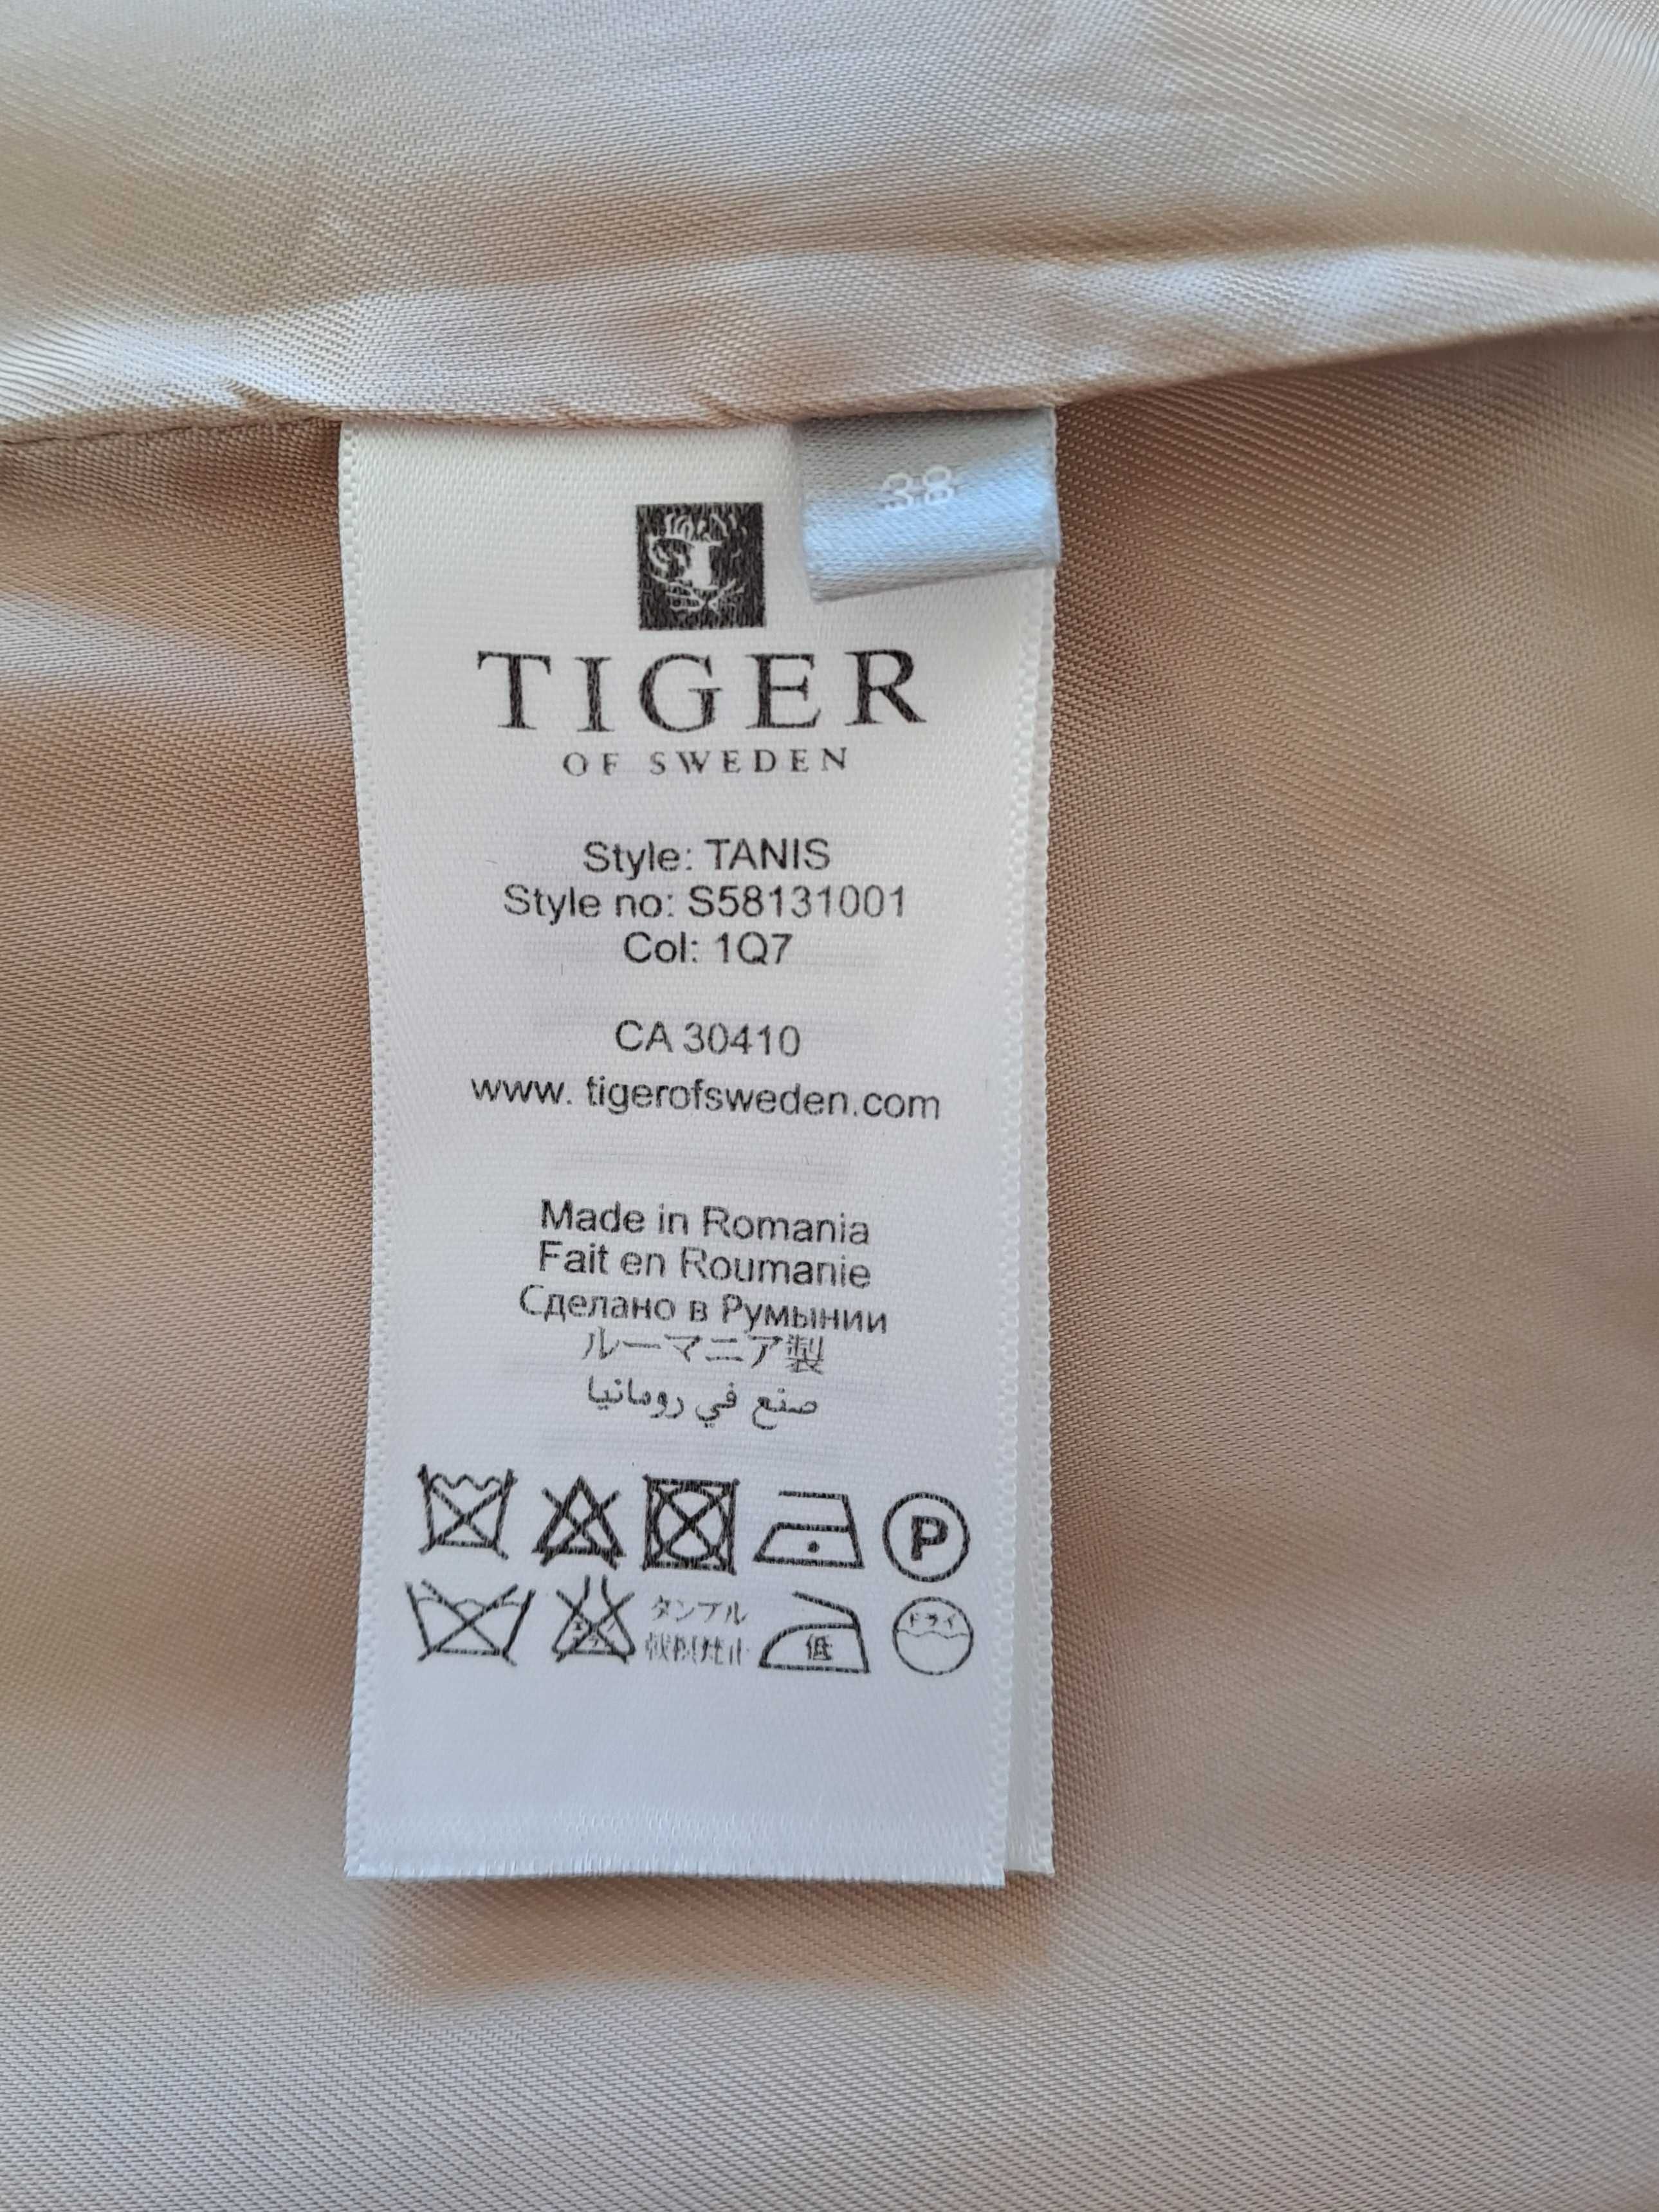 38
TIGER
OF SWEDEN
Style: TANIS
Style no: S58131001
Col: 1Q7
CA 30410
www. tigerofsweden.com
Made in Romania
Fait en Roumanie
Сделано в Румынии
ルーマニア製
صنع في رومانيا
P
タンブル
低
ドライ